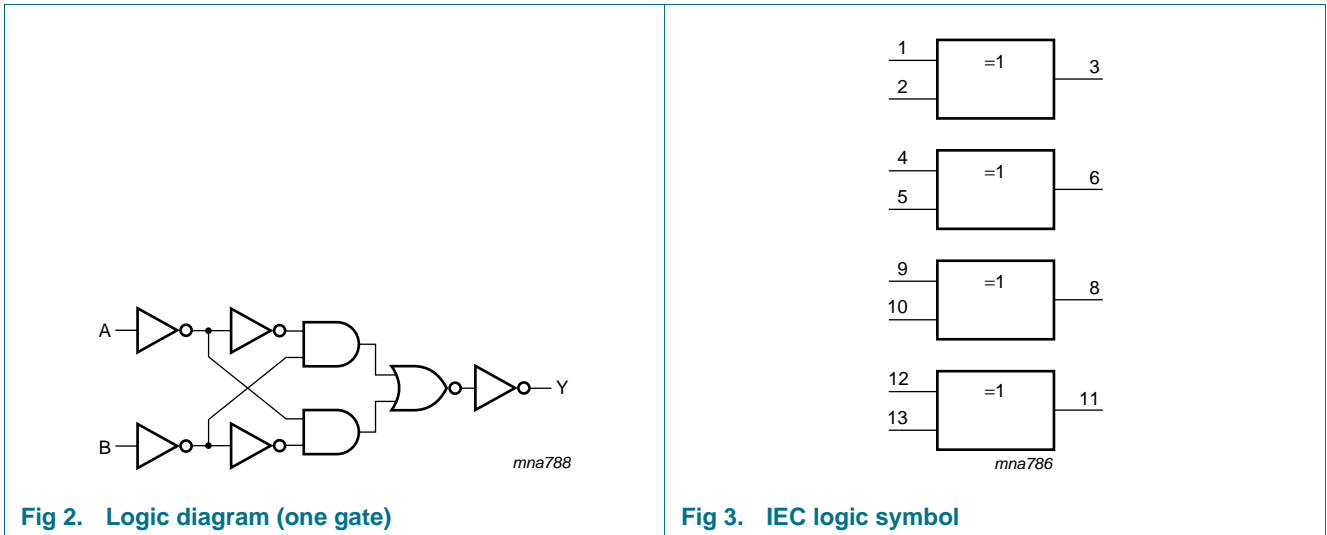 A
B
Y
mna788
Fig 2. Logic diagram (one gate)
1
2
=1
3
4
5
=1
6
9
10
=1
8
12
13
=1
11
mna786
Fig 3. IEC logic symbol